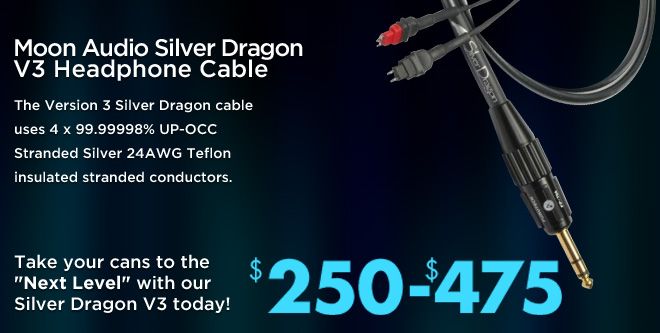 Moon Audio Silver Dragon
V3 Headphone Cable
The Version 3 Silver Dragon cable
uses 4 x 99.99998% UP-OCC
Stranded Silver 24AWG Teflon
insulated stranded conductors.
Silver Dragon
Take your cans to the
"Next Level" with our
Silver Dragon V3 today!
$250-$475